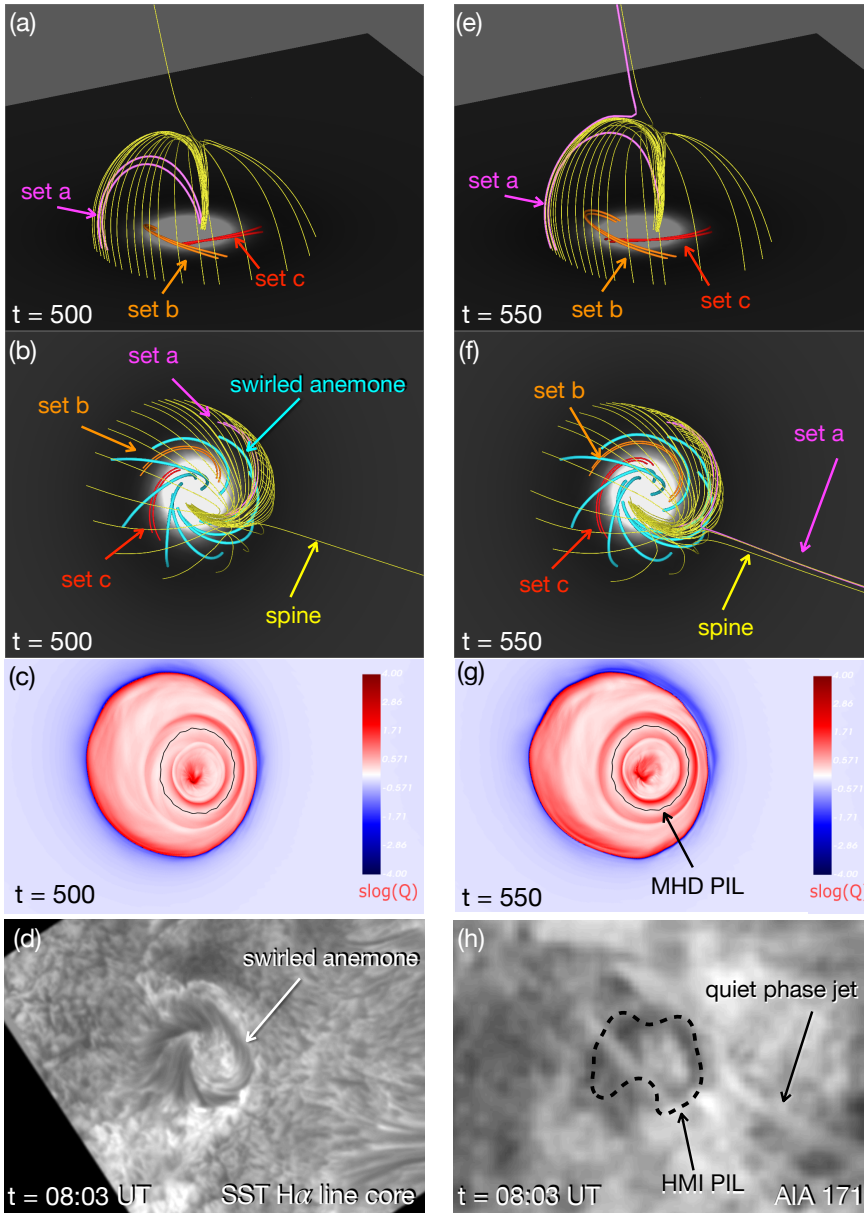 (a)
set a
set c
set b
t = 500
(e)
set a
set c
set b
t = 550
(b)
set a
swirled anemone
set b
set c
spine
t = 500
(f)
set b
set a
set c
spine
t = 550
(c)
4.00
2.86
1.71
0.571
-0.571
-1.71
-2.86
-4.00
slog(Q)
t = 500
(g)
4.00
2.86
1.71
0.571
-0.571
-1.71
-2.86
-4.00
slog(Q)
MHD PIL
t = 550
(d)
swirled anemone
t = 08:03 UT
SST Hα line core
(h)
quiet phase jet
HMI PIL
t = 08:03 UT
AIA 171